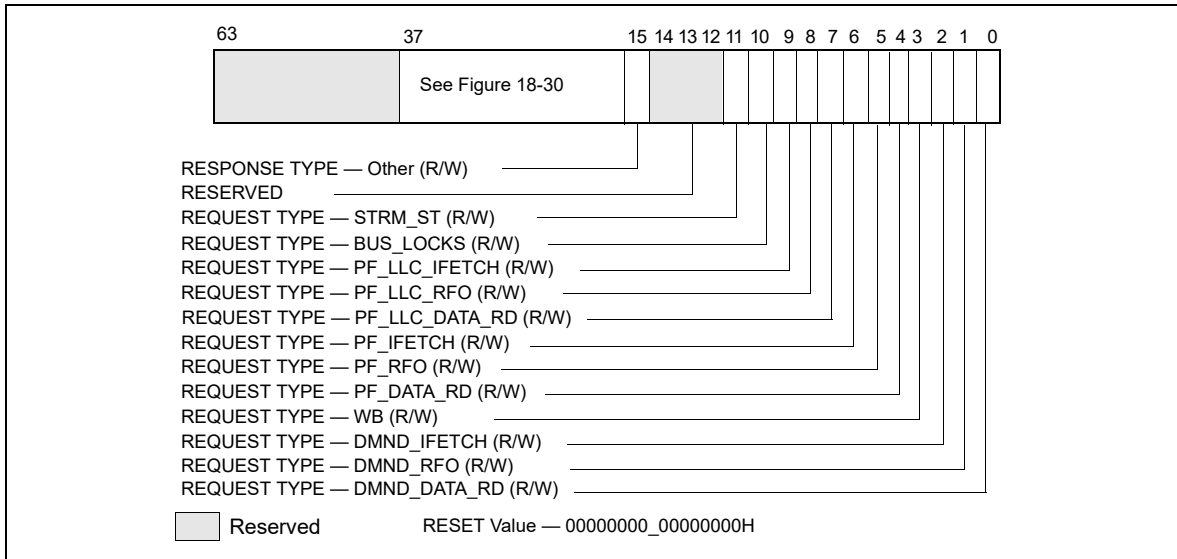 63 37 15 14 13 12 11 10 9 8 7 6 5 4 3 2 1 0
See Figure 18-30
RESPONSE TYPE — Other (R/W)
RESERVED
REQUEST TYPE — STRM_ST (R/W)
REQUEST TYPE — BUS_LOCKS (R/W)
REQUEST TYPE — PF_LLC_IFETCH (R/W)
REQUEST TYPE — PF_LLC_RFO (R/W)
REQUEST TYPE — PF_LLC_DATA_RD (R/W)
REQUEST TYPE — PF_IFETCH (R/W)
REQUEST TYPE — PF_RFO (R/W)
REQUEST TYPE — PF_DATA_RD (R/W)
REQUEST TYPE — WB (R/W)
REQUEST TYPE — DMND_IFETCH (R/W)
REQUEST TYPE — DMND_RFO (R/W)
REQUEST TYPE — DMND_DATA_RD (R/W)
Reserved RESET Value — 00000000_00000000H